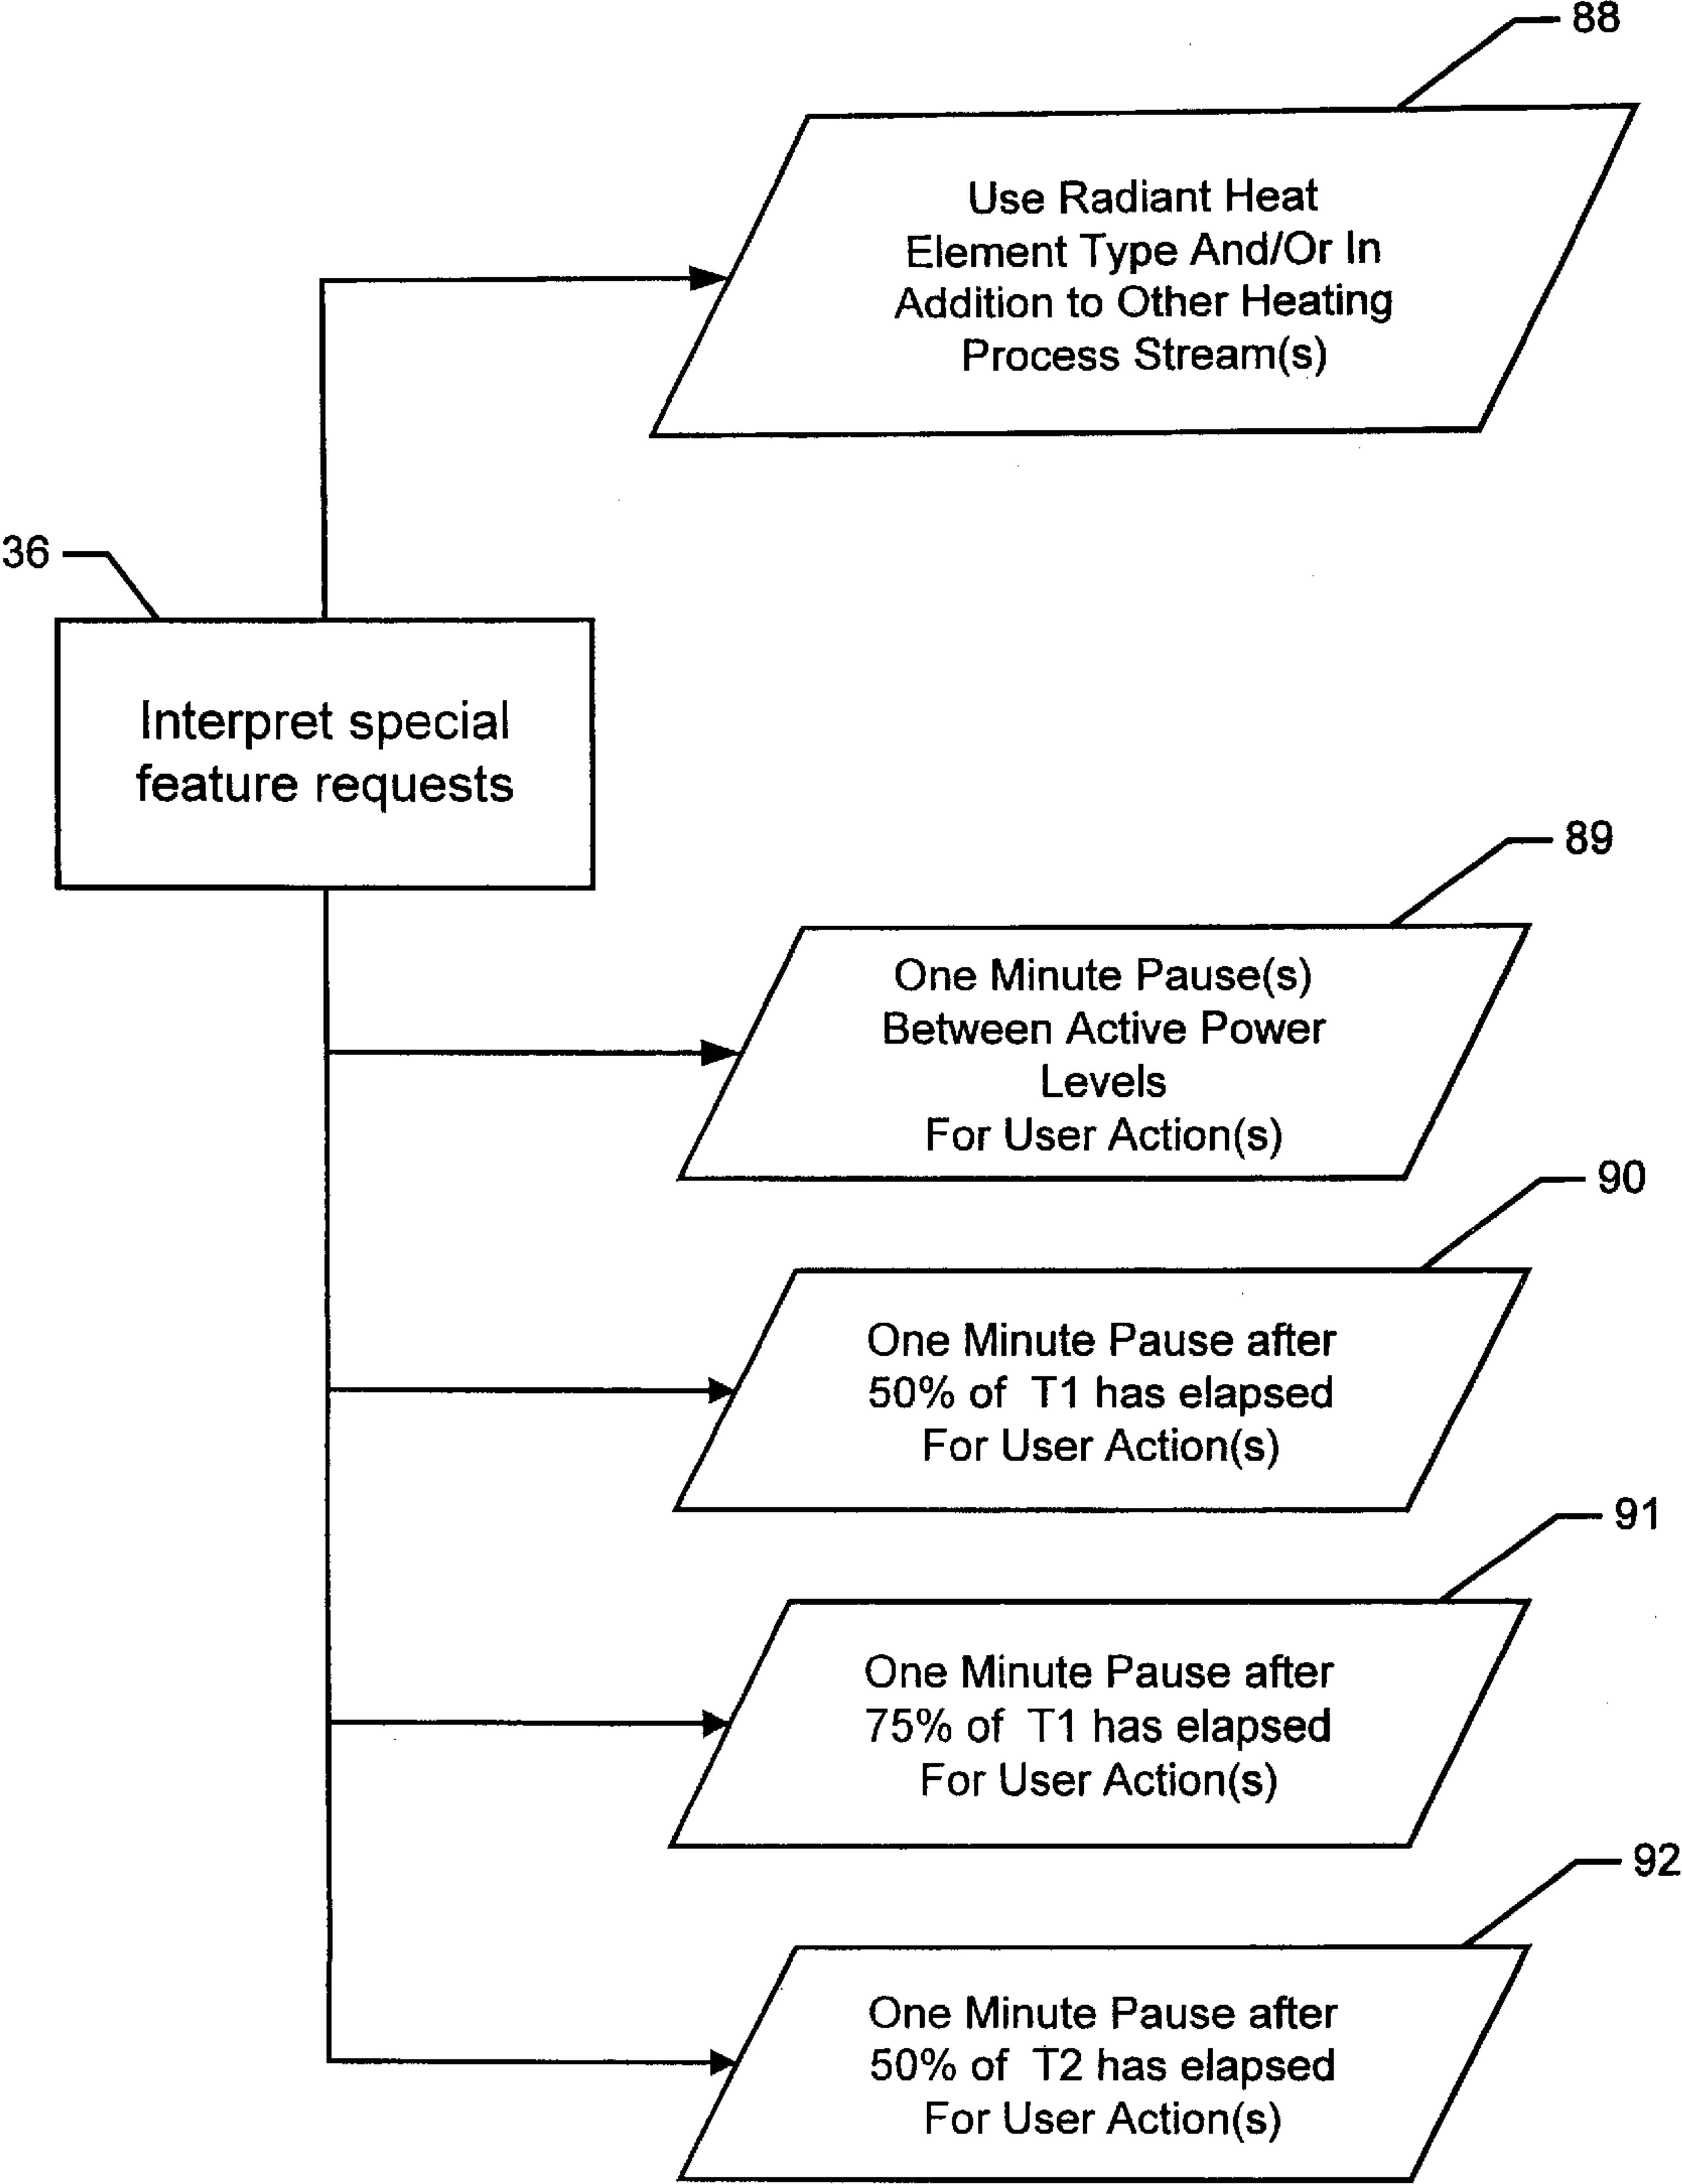 88
Use Radiant Heat
Element Type And/Or In
Addition to Other Heating
Process Stream(s)
36
Interpret special
feature requests
89
One Minute Pause(s)
Between Active Power
Levels
For User Action(s)
90
One Minute Pause after
50% of T1 has elapsed
For User Action(s)
91
One Minute Pause after
75% of T1 has elapsed
For User Action(s)
92
One Minute Pause after
50% of T2 has elapsed
For User Action(s)